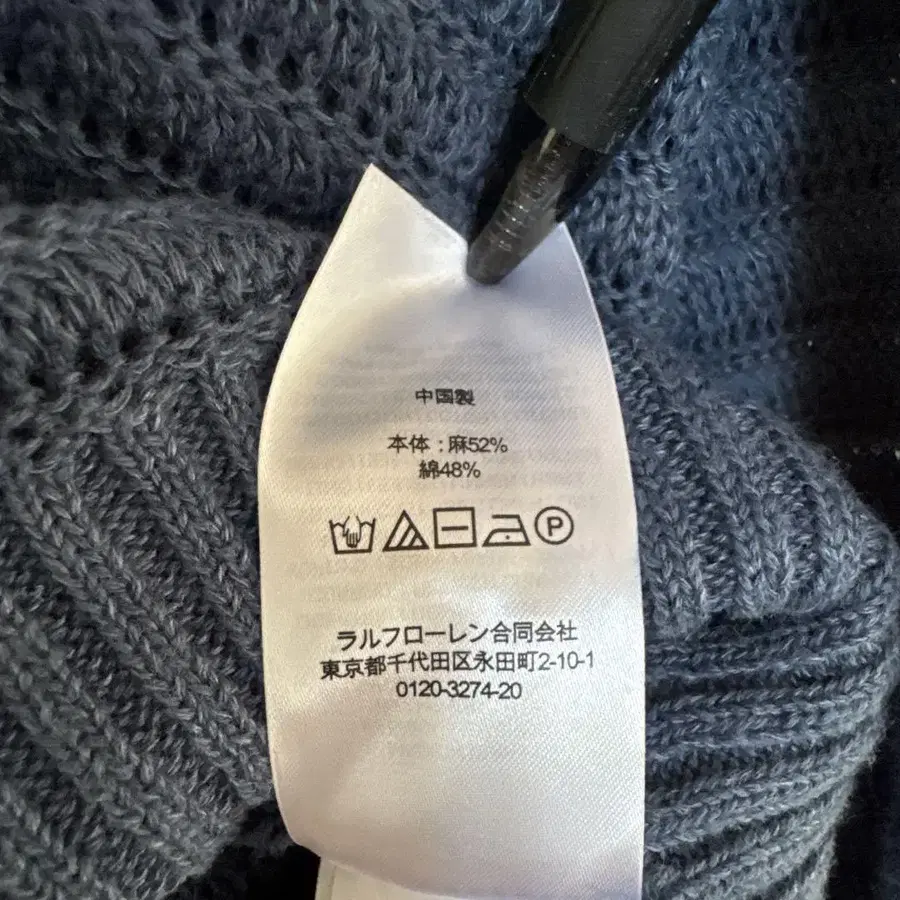 中国製
本体:麻52%
綿48%
P
ラルフローレン合同会社
東京都千代田区永田町2-10-1
0120-3274-20